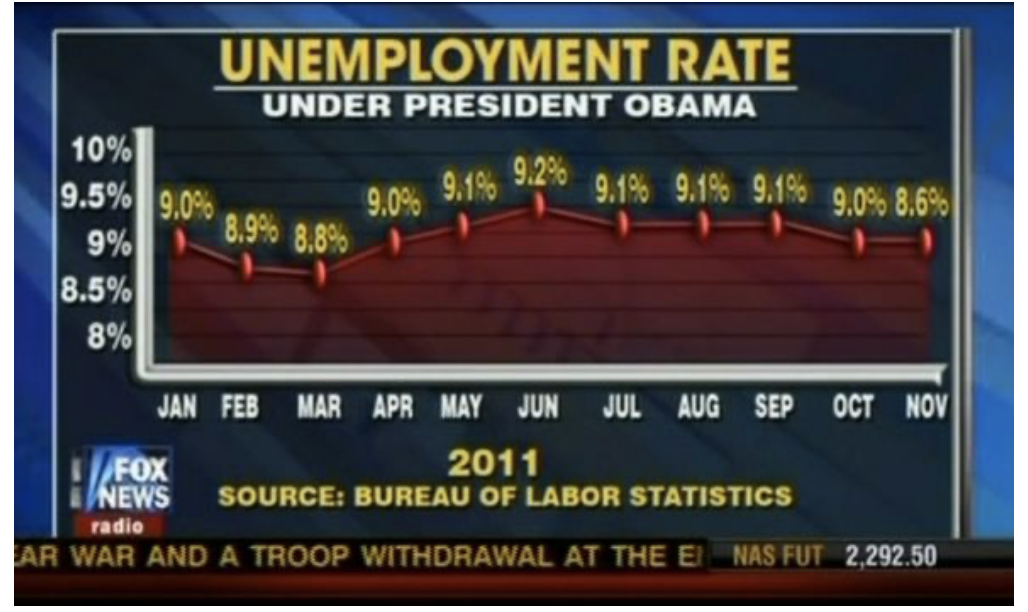 UNEMPLOYMENT RATE
UNDER PRESIDENT OBAMA
10%
9.5%
9%
8.5%
8%
9.0%
8.9%
8.8%
9.0%
9.1%
9.2%
9.1%
9.1%
9.1%
9.0%
8.6%
JAN FEB MAR APR MAY JUN JUL AUG SEP OCT NOV
2011
SOURCE: BUREAU OF LABOR STATISTICS
FOX
NEWS
radio
EAR WAR AND A TROOP WITHDRAWAL AT THE NAS FUT 2,292.50